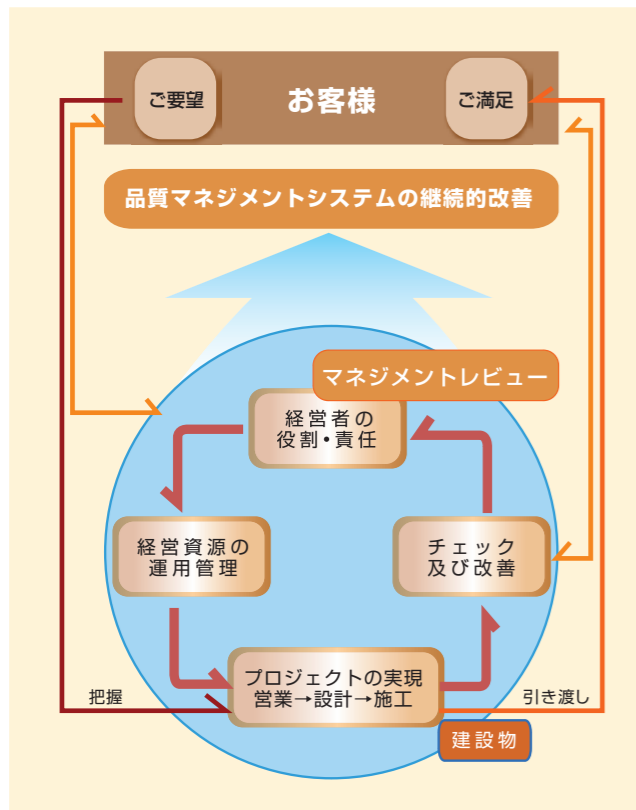 ご要望
お客様
ご満足
品質マネジメントシステムの継続的改善
マネジメントレビュー
経営者の
役割・責任
経営資源の
運用管理
チェック
及び改善
プロジェクトの実現
営業→設計→施工
把握
引き渡し
建設物